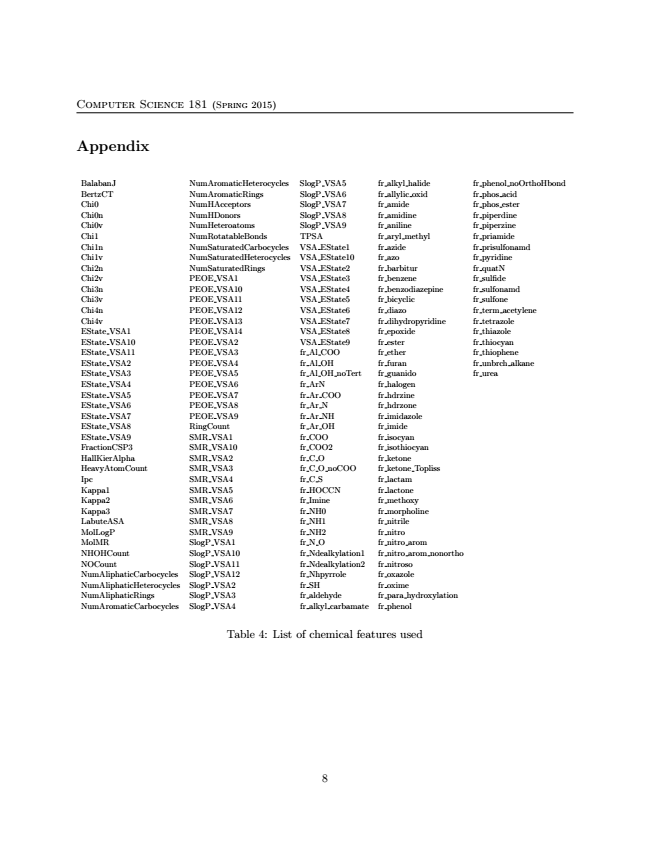 COMPUTER SCIENCE 181 (SPRING 2015)
Appendix
BalabanJ NumAromaticHeterocycles SlogP_VSA5 fr_alkyl_halide fr_phenol_noOrthoHbond
BertzCT NumAromaticRings SlogP_VSA6 fr_allylic_oxid fr_phos_acid
Chi0 NumHAcceptors SlogP_VSA7 fr_amide fr_phos_ester
Chi0n NumHDonors SlogP_VSA8 fr_amidine fr_piperdine
Chi0v NumHeteroatoms SlogP_VSA9 fr_aniline fr_piperzine
Chi1 NumRotatableBonds TPSA fr_aryl_methyl fr_priamide
Chi1n NumSaturatedCarbocycles VSA_EState1 fr_azide fr_prisulfonamd
Chi1v NumSaturatedHeterocycles VSA_EState10 fr_azo fr_pyridine
Chi2n NumSaturatedRings VSA_EState2 fr_barbitur fr_quatN
Chi2v PEOE_VSA1 VSA_EState3 fr_benzene fr_sulfide
Chi3n PEOE_VSA10 VSA_EState4 fr_benzodiazepine fr_sulfonamd
Chi3v PEOE_VSA11 VSA_EState5 fr_bicyclic fr_sulfone
Chi4n PEOE_VSA12 VSA_EState6 fr_diazo fr_term_acetylene
Chi4v PEOE_VSA13 VSA_EState7 fr_dihydropyridine fr_tetrazole
EState_VSA1 PEOE_VSA14 VSA_EState8 fr_epoxide fr_thiazole
EState_VSA10 PEOE_VSA2 VSA_EState9 fr_ester fr_thiocyan
EState_VSA11 PEOE_VSA3 fr_Al_COO fr_ether fr_thiophene
EState_VSA2 PEOE_VSA4 fr_Al_OH fr_furan fr_unbrch_alkane
EState_VSA3 PEOE_VSA5 fr_Al_OH_noTert fr_guanido fr_urea
EState_VSA4 PEOE_VSA6 fr_ArN fr_halogen
EState_VSA5 PEOE_VSA7 fr_Ar_COO fr_hdrzine
EState_VSA6 PEOE_VSA8 fr_Ar_N fr_hdrzone
EState_VSA7 PEOE_VSA9 fr_Ar_NH fr_imidazole
EState_VSA8 RingCount fr_Ar_OH fr_imide
EState_VSA9 SMR_VSA1 fr_COO fr_isocyan
FractionCSP3 SMR_VSA10 fr_COO2 fr_isothiocyan
HallKierAlpha SMR_VSA2 fr_C_O fr_ketone
HeavyAtomCount SMR_VSA3 fr_C_O_noCOO fr_ketone_Topliss
Ipc SMR_VSA4 fr_C_S fr_lactam
Kappa1 SMR_VSA5 fr_HOCCN fr_lactone
Kappa2 SMR_VSA6 fr_Imine fr_methoxy
Kappa3 SMR_VSA7 fr_NH0 fr_morpholine
LabuteASA SMR_VSA8 fr_NH1 fr_nitrile
MolLogP SMR_VSA9 fr_NH2 fr_nitro
MolMR SlogP_VSA1 fr_N_O fr_nitro_arom
NHOHCount SlogP_VSA10 fr_Ndealkylation1 fr_nitro_arom_nonortho
NOCount SlogP_VSA11 fr_Ndealkylation2 fr_nitroso
NumAliphaticCarbocycles SlogP_VSA12 fr_Nhpyrrole fr_oxazole
NumAliphaticHeterocycles SlogP_VSA2 fr_SH fr_oxime
NumAliphaticRings SlogP_VSA3 fr_aldehyde fr_para_hydroxylation
NumAromaticCarbocycles SlogP_VSA4 fr_alkyl_carbamate fr_phenol
Table 4: List of chemical features used
8